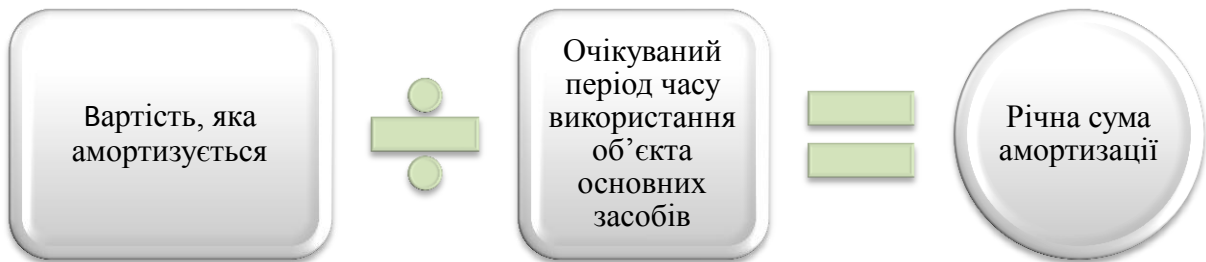 Вартість, яка
амортизується
Очікуваний
період часу
використання
об’єкта
основних
засобів
Річна сума
амортизації